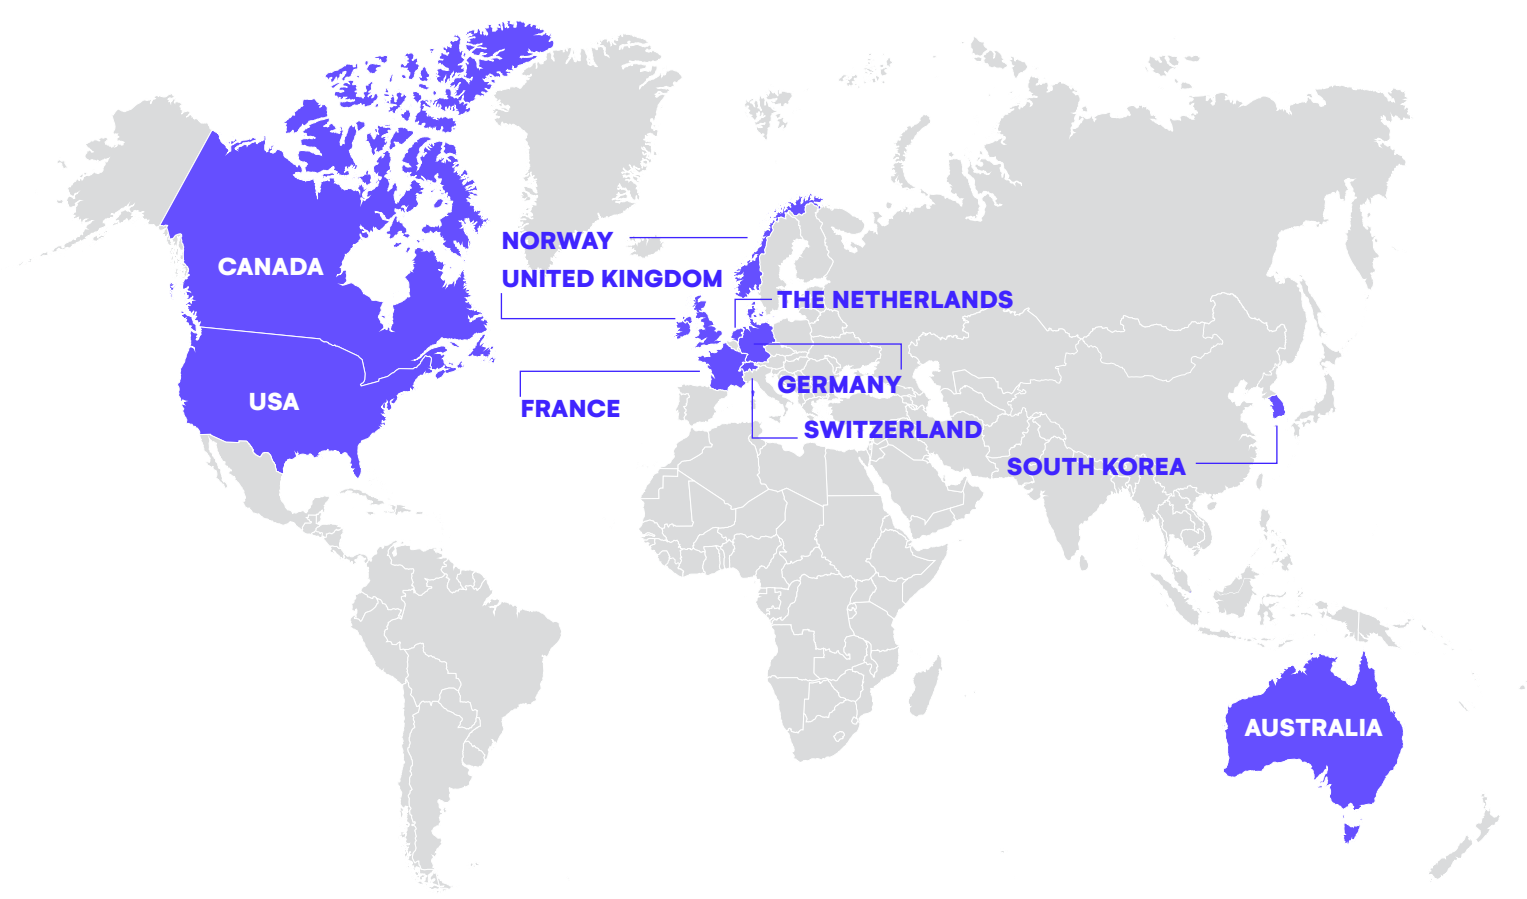 NORWAY
CANADA
UNITED KINGDOM
THE NETHERLANDS
GERMANY
USA
FRANCE
SWITZERLAND
SOUTH KOREA
AUSTRALIA